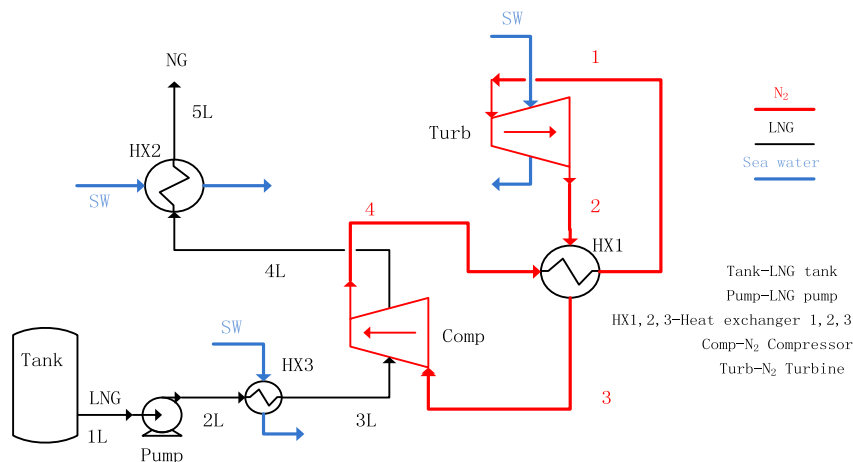 SW
1
NG
N₂
5L
LNG
Turb
HX2
Sea water
SW
4
2
HX1
4L
Tank-LNG tank
Pump-LNG pump
SW
HX1,2,3-Heat exchanger 1,2,3
Comp
Comp-N₂ Compressor
Tank
HX3
Turb-N₂ Turbine
LNG
3
1L
2L
3L
Pump